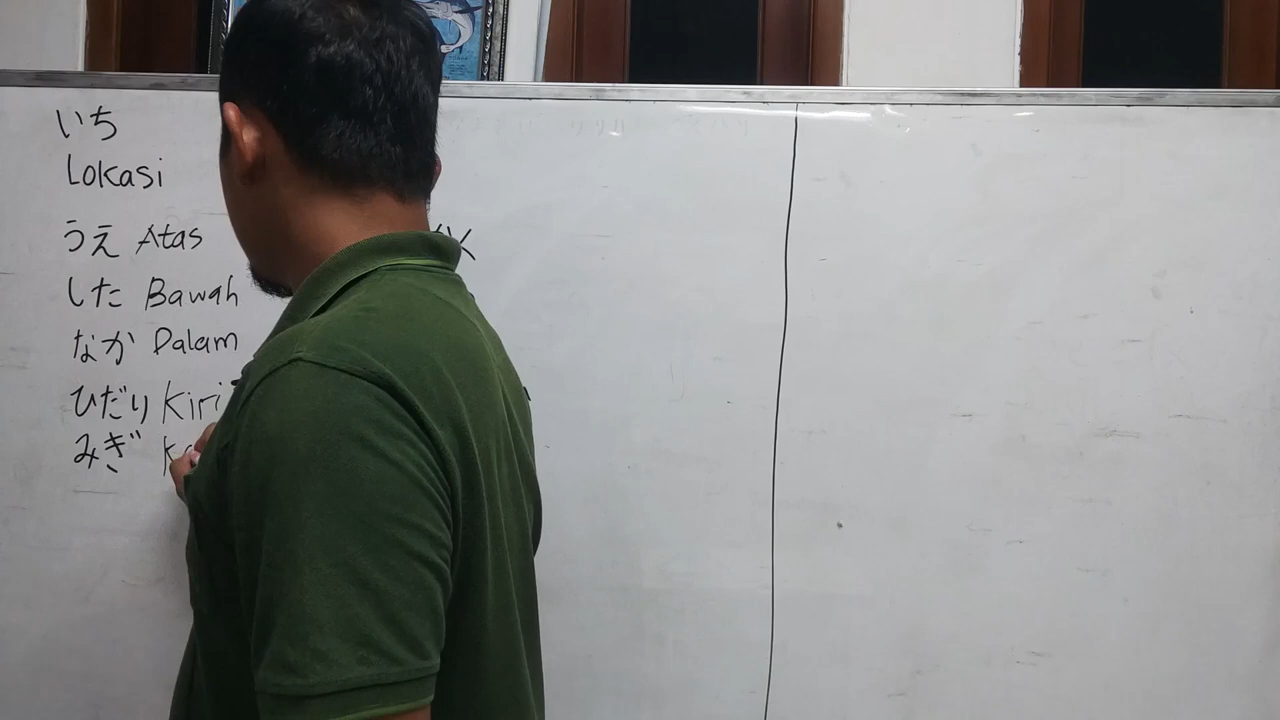 いち
Lokasi
うえ Atas
した Bawah
なか Dalam
ひだり Kiri
みぎ